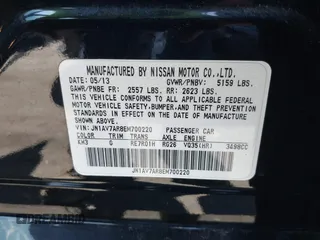 MANUFACTURED BY NISSAN MOTOR CO.,LTD.
DATE: 05/13 GVWR/PNBV: 5159 LBS.
GAWR/PNBE FR: 2557 LBS. RR: 2623 LBS.
THIS VEHICLE CONFORMS TO ALL APPLICABLE FEDERAL
MOTOR VEHICLE SAFETY, BUMPER, AND THEFT PREVENTION
STANDARDS IN EFFECT ON THE DATE OF MANUFACTURE
SHOWN ABOVE.
VIN: JN1AV7AR8EM700220 PASSENGER CAR
COLOR TRIM TRANS AXLE ENGINE
KH3 G RE7R01H RG26 VQ35(HR) 3498CC
JN1AV7AR8EM700220